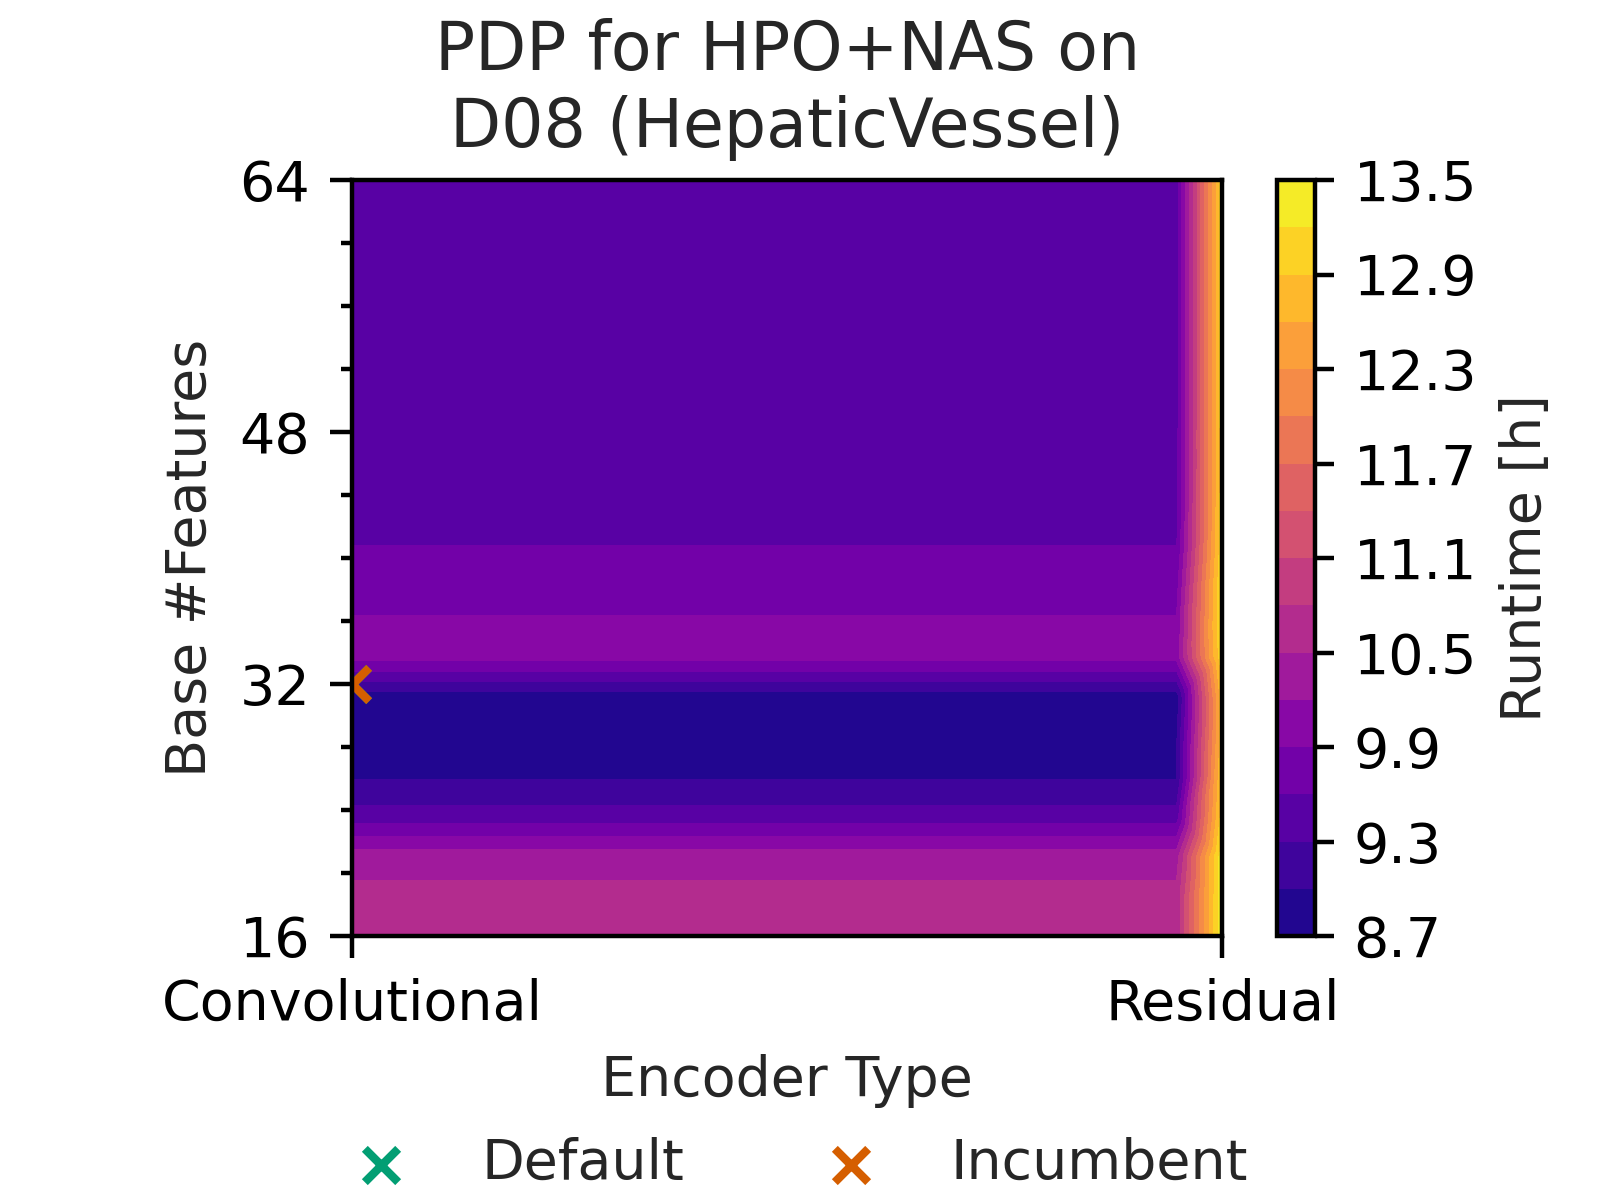 PDP for HPO+NAS on
D08 (HepaticVessel)
Base #Features
64
48
32
16
Convolutional
Residual
Encoder Type
13.5
12.9
12.3
11.7
11.1
10.5
9.9
9.3
8.7
Runtime [h]
Default
Incumbent